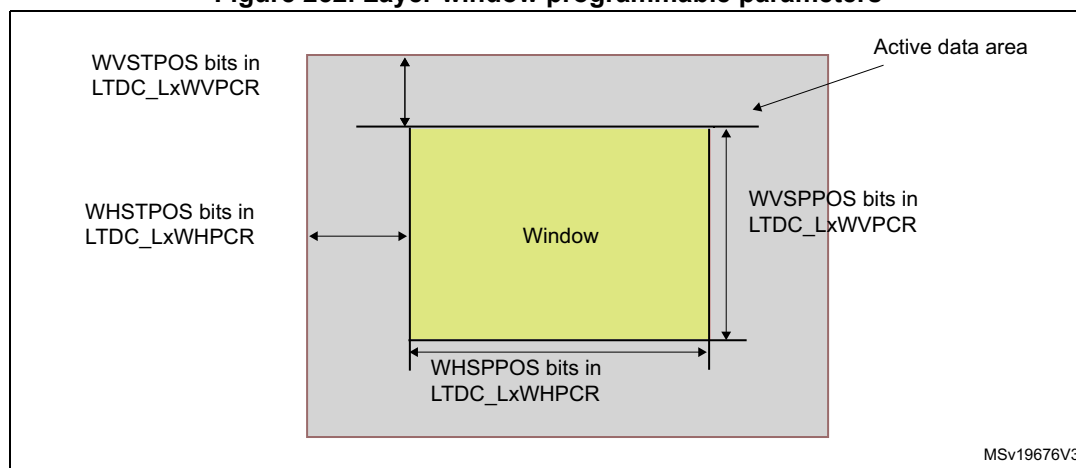 Figure 282. Layer window programmable parameters
WVSTPOS bits in
LTDC_LxWVPCR
Active data area
WHSTPOS bits in
LTDC_LxWHPCR
Window
WVSPPOS bits in
LTDC_LxWVPCR
WHSPPOS bits in
LTDC_LxWHPCR
MSv19676V3